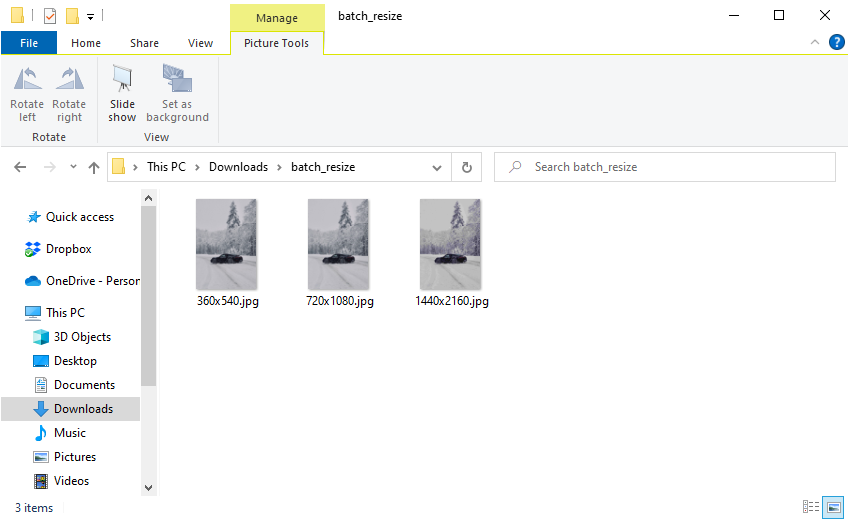 Manage
batch_resize
File
Home
Share
View
Picture Tools
?
Rotate left
Rotate right
Slide show
Set as background
Rotate
View
This PC
Downloads
batch_resize
Search batch_resize
Quick access
Dropbox
OneDrive - Person
This PC
3D Objects
Desktop
Documents
Downloads
Music
Pictures
Videos
360x540.jpg
720x1080.jpg
1440x2160.jpg
3 items